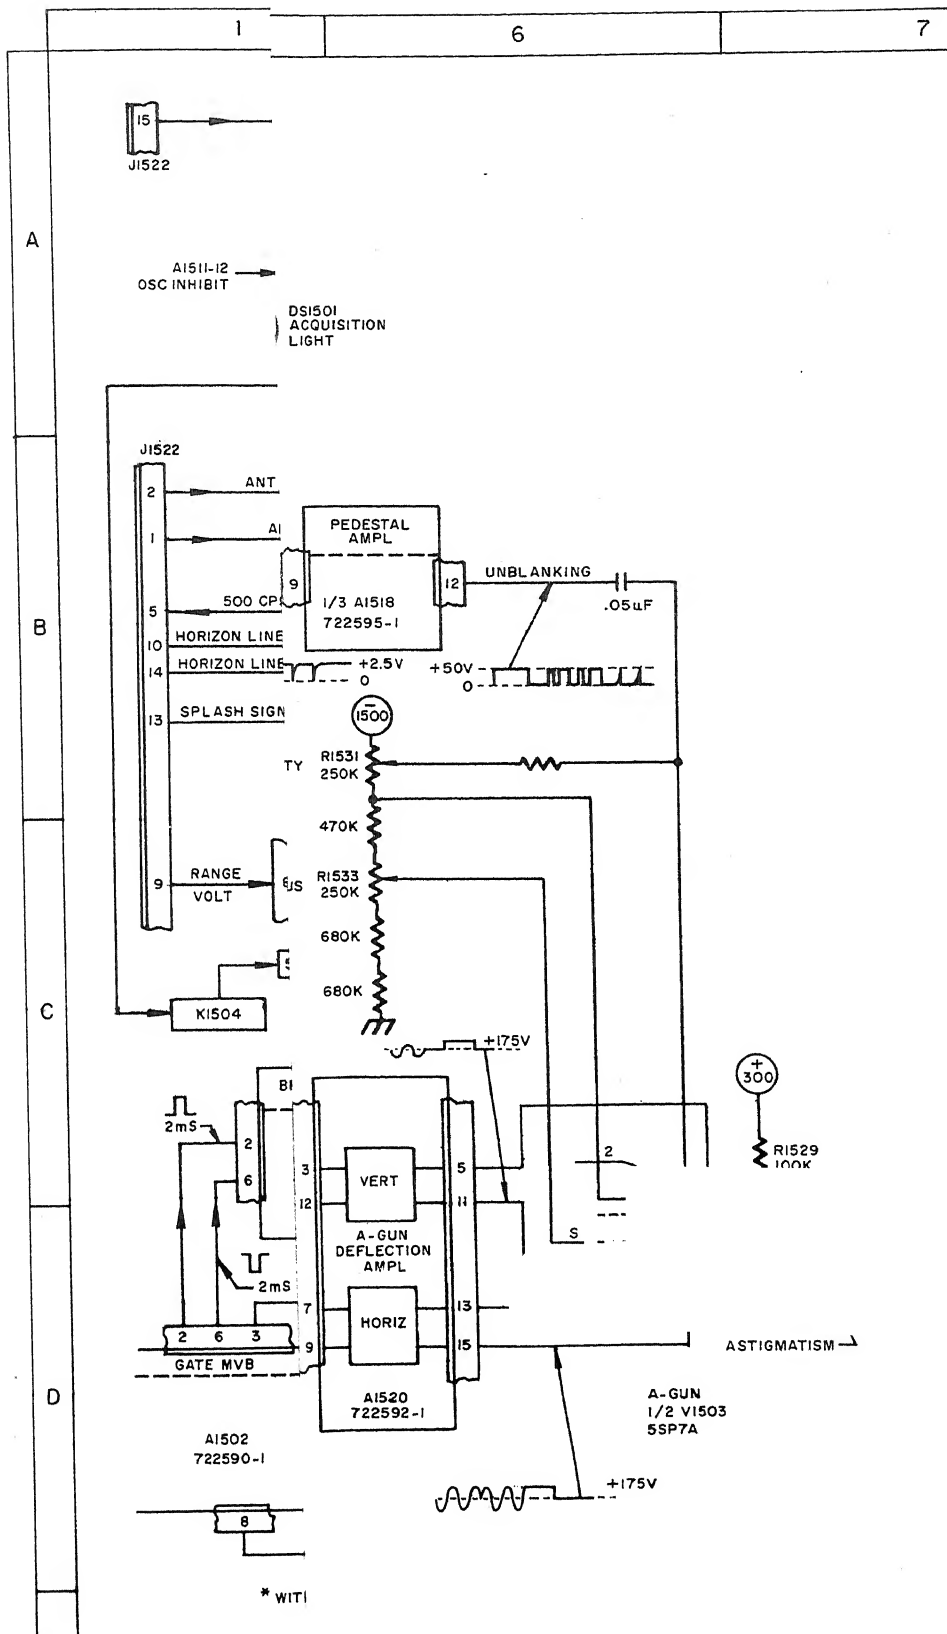 1
6
7
A
15
J1522
A1511-12
OSC INHIBIT
DS1501
ACQUISITION
LIGHT
B
J1522
2
ANT
1
5
500 CP
10
HORIZON LINE
14
HORIZON LINE
13
SPLASH SIGN
9
RANGE
VOLT
PEDESTAL
AMPL
9
12
1/3 A1518
722595-1
UNBLANKING
.05uF
+2.5V
0
+50V
0
-
1500
TY
R1531
250K
470K
R1533
250K
680K
680K
C
K1504
+175V
+
300
R1529
100K
2mS
2
6
3
12
VERT
5
11
A-GUN
DEFLECTION
AMPL
2
S
2mS
7
9
HORIZ
13
15
2
6
3
GATE MVB
A1520
722592-1
ASTIGMATISM
D
A-GUN
1/2 V1503
5SP7A
A1502
722590-1
+175V
8
* WIT